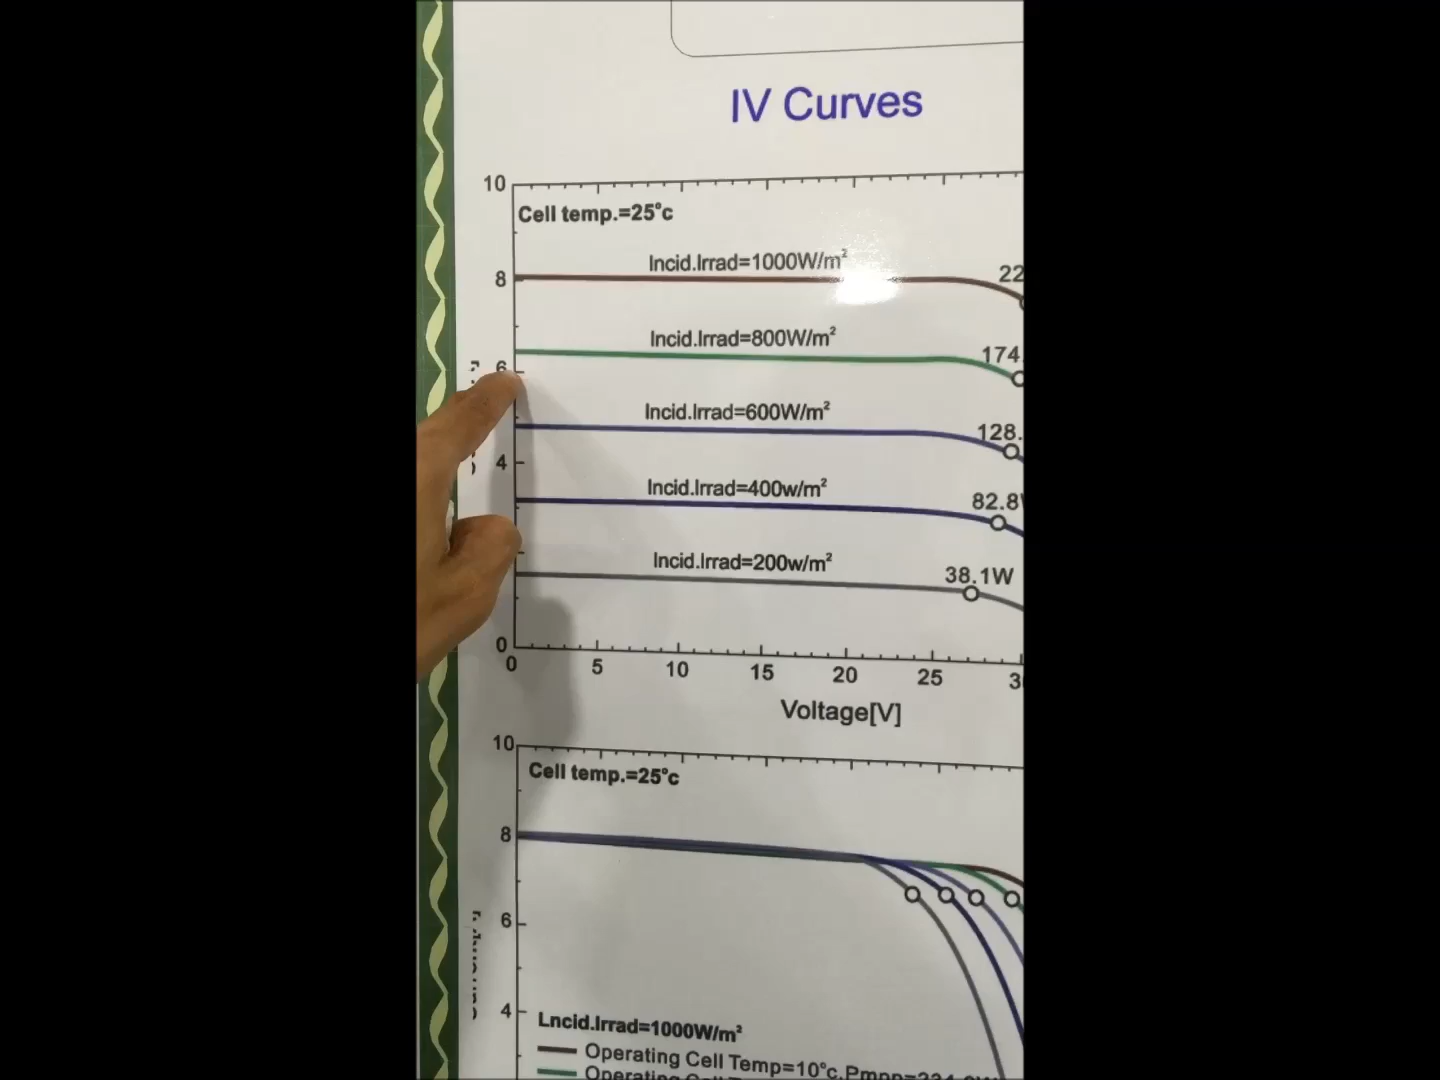 IV Curves
10
Cell temp.=25°c
Incid.Irrad=1000W/m²
8
22
Incid.Irrad=800W/m²
174.
6
Incid.Irrad=600W/m²
128.
4
Incid.Irrad=400w/m²
82.8
Incid.Irrad=200w/m²
38.1W
0
0 5 10 15 20 25
Voltage[V]
10
Cell temp.=25°c
8
6
4
Lncid.Irrad=1000W/m²
Operating Cell Temp=10°c,Pmpp=
Operating Cell